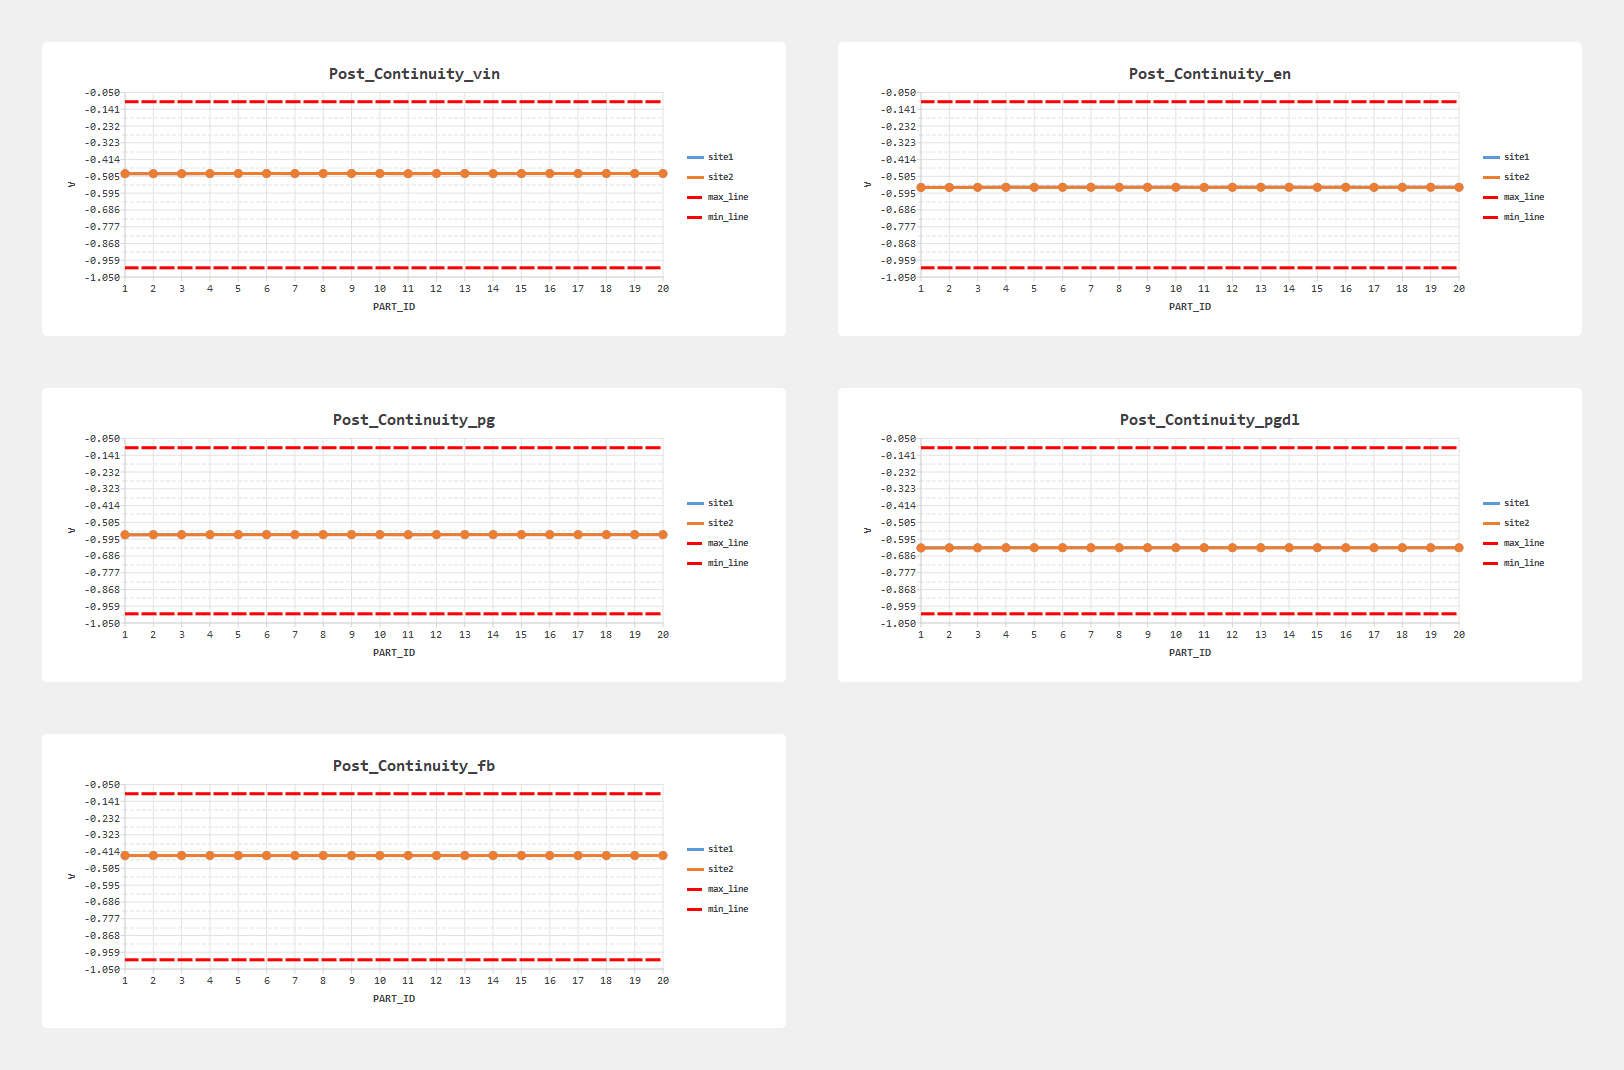 Post_Continuity_vin
-0.050
-0.141
-0.232
-0.323
-0.414
-0.505
-0.595
-0.686
-0.777
-0.868
-0.959
-1.050
V
1 2 3 4 5 6 7 8 9 10 11 12 13 14 15 16 17 18 19 20
PART_ID
site1
site2
max_line
min_line
Post_Continuity_en
-0.050
-0.141
-0.232
-0.323
-0.414
-0.505
-0.595
-0.686
-0.777
-0.868
-0.959
-1.050
V
1 2 3 4 5 6 7 8 9 10 11 12 13 14 15 16 17 18 19 20
PART_ID
site1
site2
max_line
min_line
Post_Continuity_pg
-0.050
-0.141
-0.232
-0.323
-0.414
-0.505
-0.595
-0.686
-0.777
-0.868
-0.959
-1.050
V
1 2 3 4 5 6 7 8 9 10 11 12 13 14 15 16 17 18 19 20
PART_ID
site1
site2
max_line
min_line
Post_Continuity_pgdl
-0.050
-0.141
-0.232
-0.323
-0.414
-0.505
-0.595
-0.686
-0.777
-0.868
-0.959
-1.050
V
1 2 3 4 5 6 7 8 9 10 11 12 13 14 15 16 17 18 19 20
PART_ID
site1
site2
max_line
min_line
Post_Continuity_fb
-0.050
-0.141
-0.232
-0.323
-0.414
-0.505
-0.595
-0.686
-0.777
-0.868
-0.959
-1.050
V
1 2 3 4 5 6 7 8 9 10 11 12 13 14 15 16 17 18 19 20
PART_ID
site1
site2
max_line
min_line